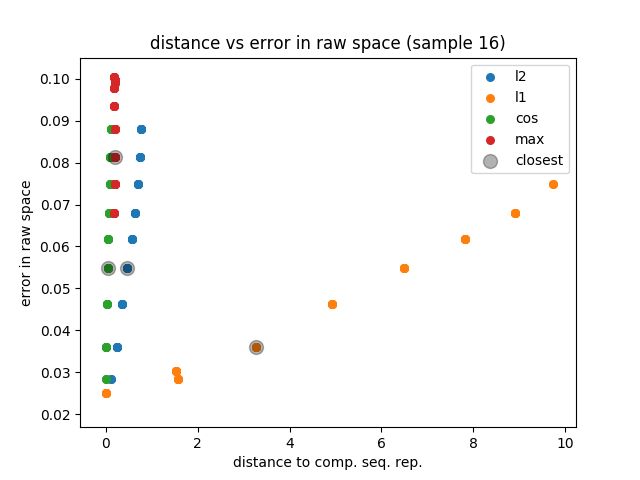 distance vs error in raw space (sample 16)
l2
l1
cos
max
closest
error in raw space
0.10
0.09
0.08
0.07
0.06
0.05
0.04
0.03
0.02
0 2 4 6 8 10
distance to comp. seq. rep.